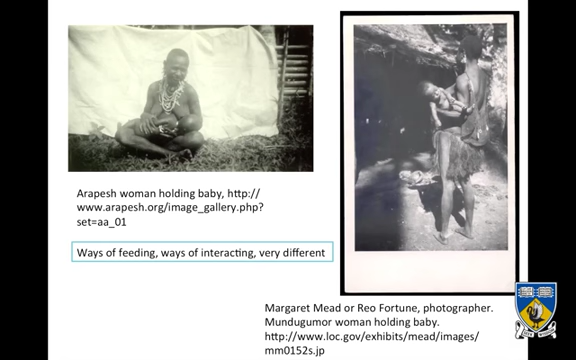 Arapesh woman holding baby, http://
www.arapesh.org/image_gallery.php?
set=aa_01
Ways of feeding, ways of interacting, very different
Margaret Mead or Reo Fortune, photographer.
Mundugumor woman holding baby.
http://www.loc.gov/exhibits/mead/images/
mm0152s.jp